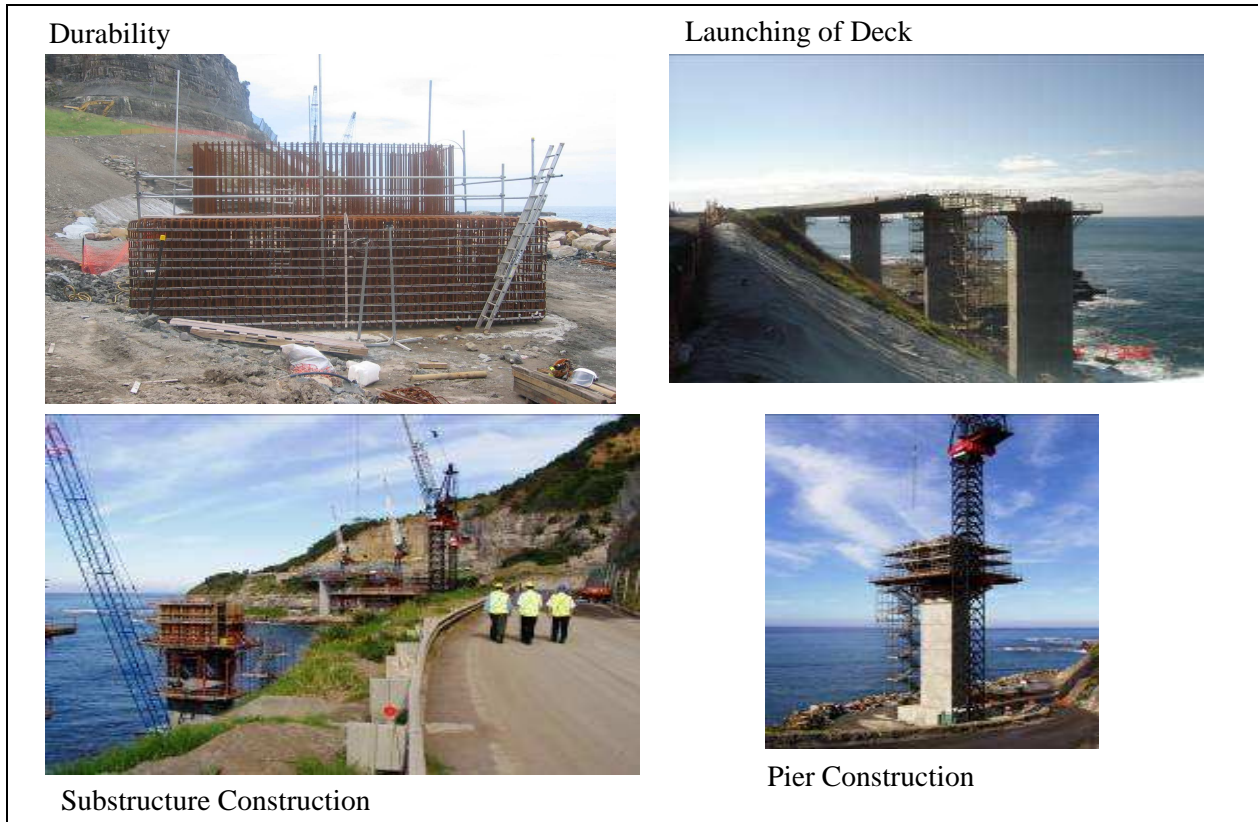 Durability
Launching of Deck
Substructure Construction
Pier Construction